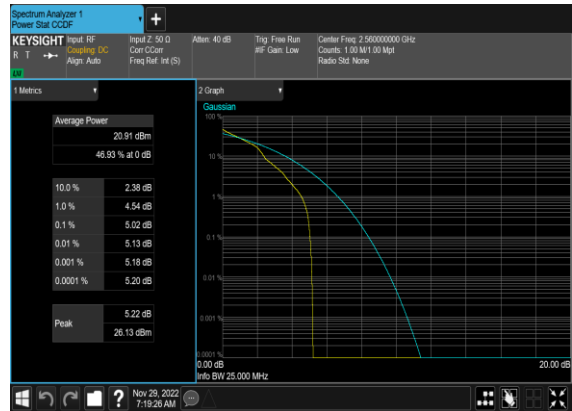 Spectrum Analyzer 1
Power Stat CCDF
KEYSIGHT
R T
Input: RF
Coupling: DC
Align: Auto
Input Z: 50 Ω
Corr CCorr
Freq Ref: Int (S)
Atten: 40 dB
Trig: Free Run
#IF Gain: Low
Center Freq: 2.560000000 GHz
Counts: 1.00 M/1.00 Mpt
Radio Std: None
1 Metrics
Average Power
20.91 dBm
46.93 % at 0 dB
10.0 % 2.38 dB
1.0 % 4.54 dB
0.1 % 5.02 dB
0.01 % 5.13 dB
0.001 % 5.18 dB
0.0001 % 5.20 dB
Peak
5.22 dB
26.13 dBm
2 Graph
Gaussian
100 %
10 %
1 %
0.1 %
0.01 %
0.001 %
0.0001 %
0.00 dB 20.00 dB
Info BW 25.000 MHz
?
Nov 29, 2022
7:19:26 AM